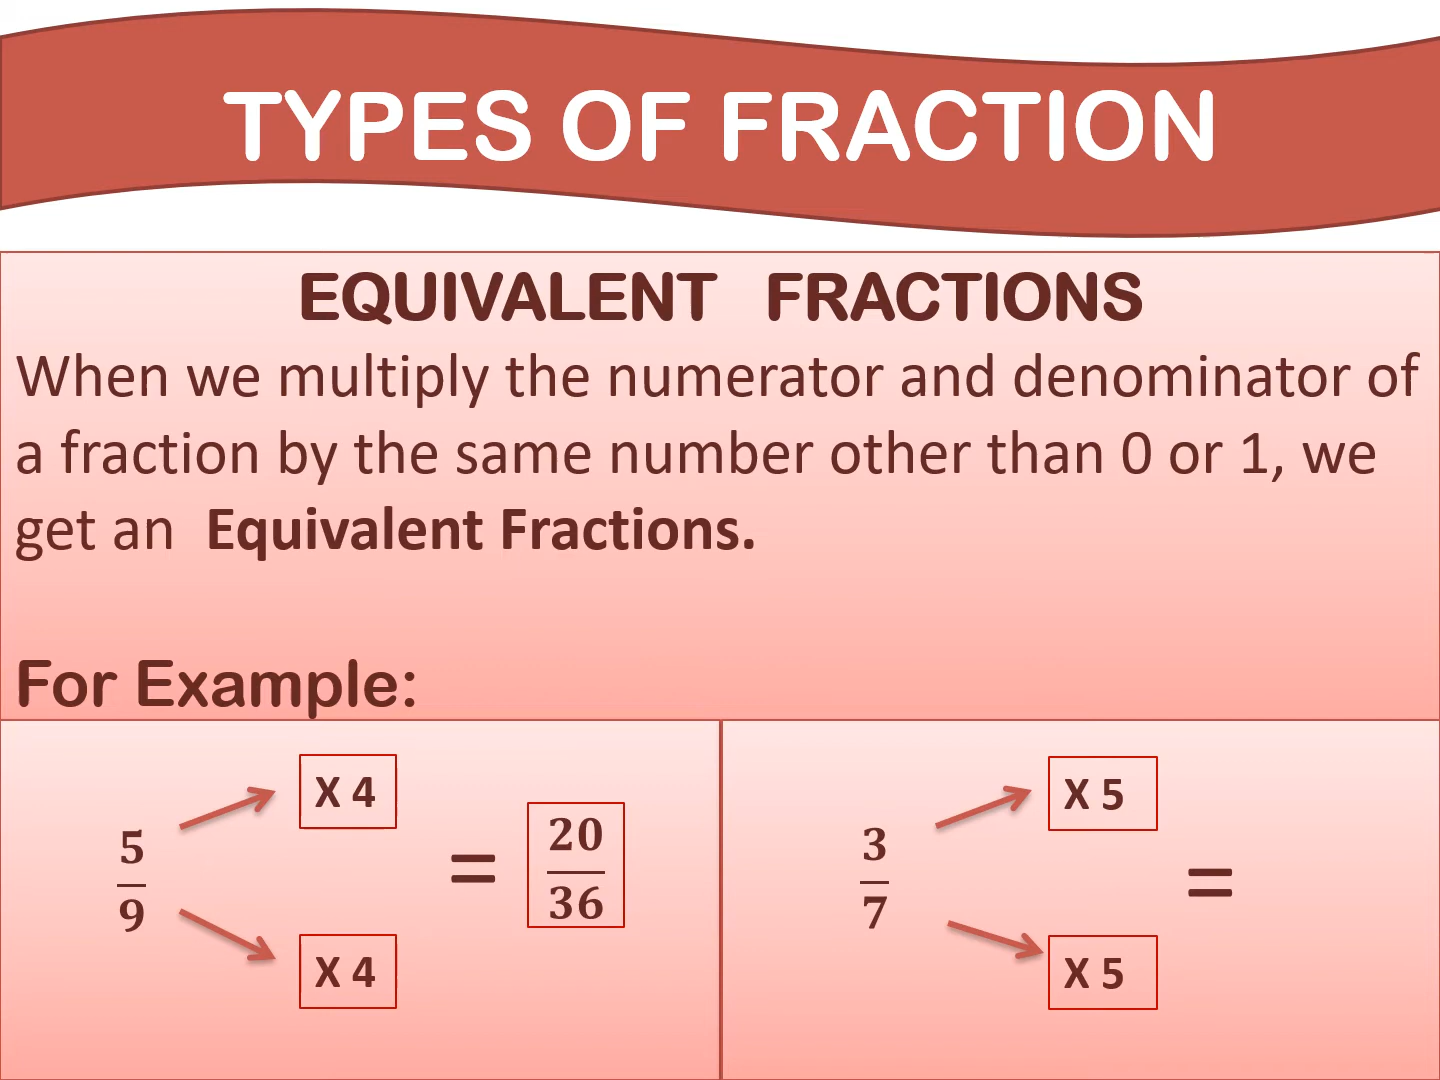 TYPES OF FRACTION
EQUIVALENT FRACTIONS
When we multiply the numerator and denominator of
a fraction by the same number other than 0 or 1, we
get an Equivalent Fractions.
For Example:
5/9 X 4 X 4 = 20/36
3/7 X 5 X 5 =